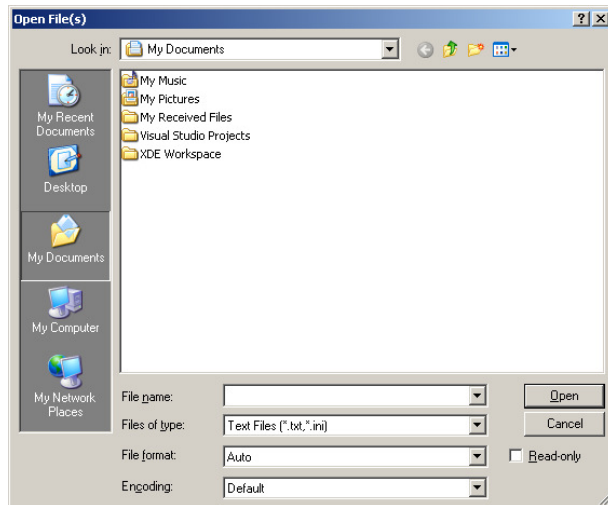 Open File(s)
Look in: My Documents
My Recent
Documents
Desktop
My Documents
My Computer
My Network
Places
My Music
My Pictures
My Received Files
Visual Studio Projects
XDE Workspace
File name:
Open
Files of type: Text Files (*.txt,*.ini)
Cancel
File format: Auto
Read-only
Encoding: Default